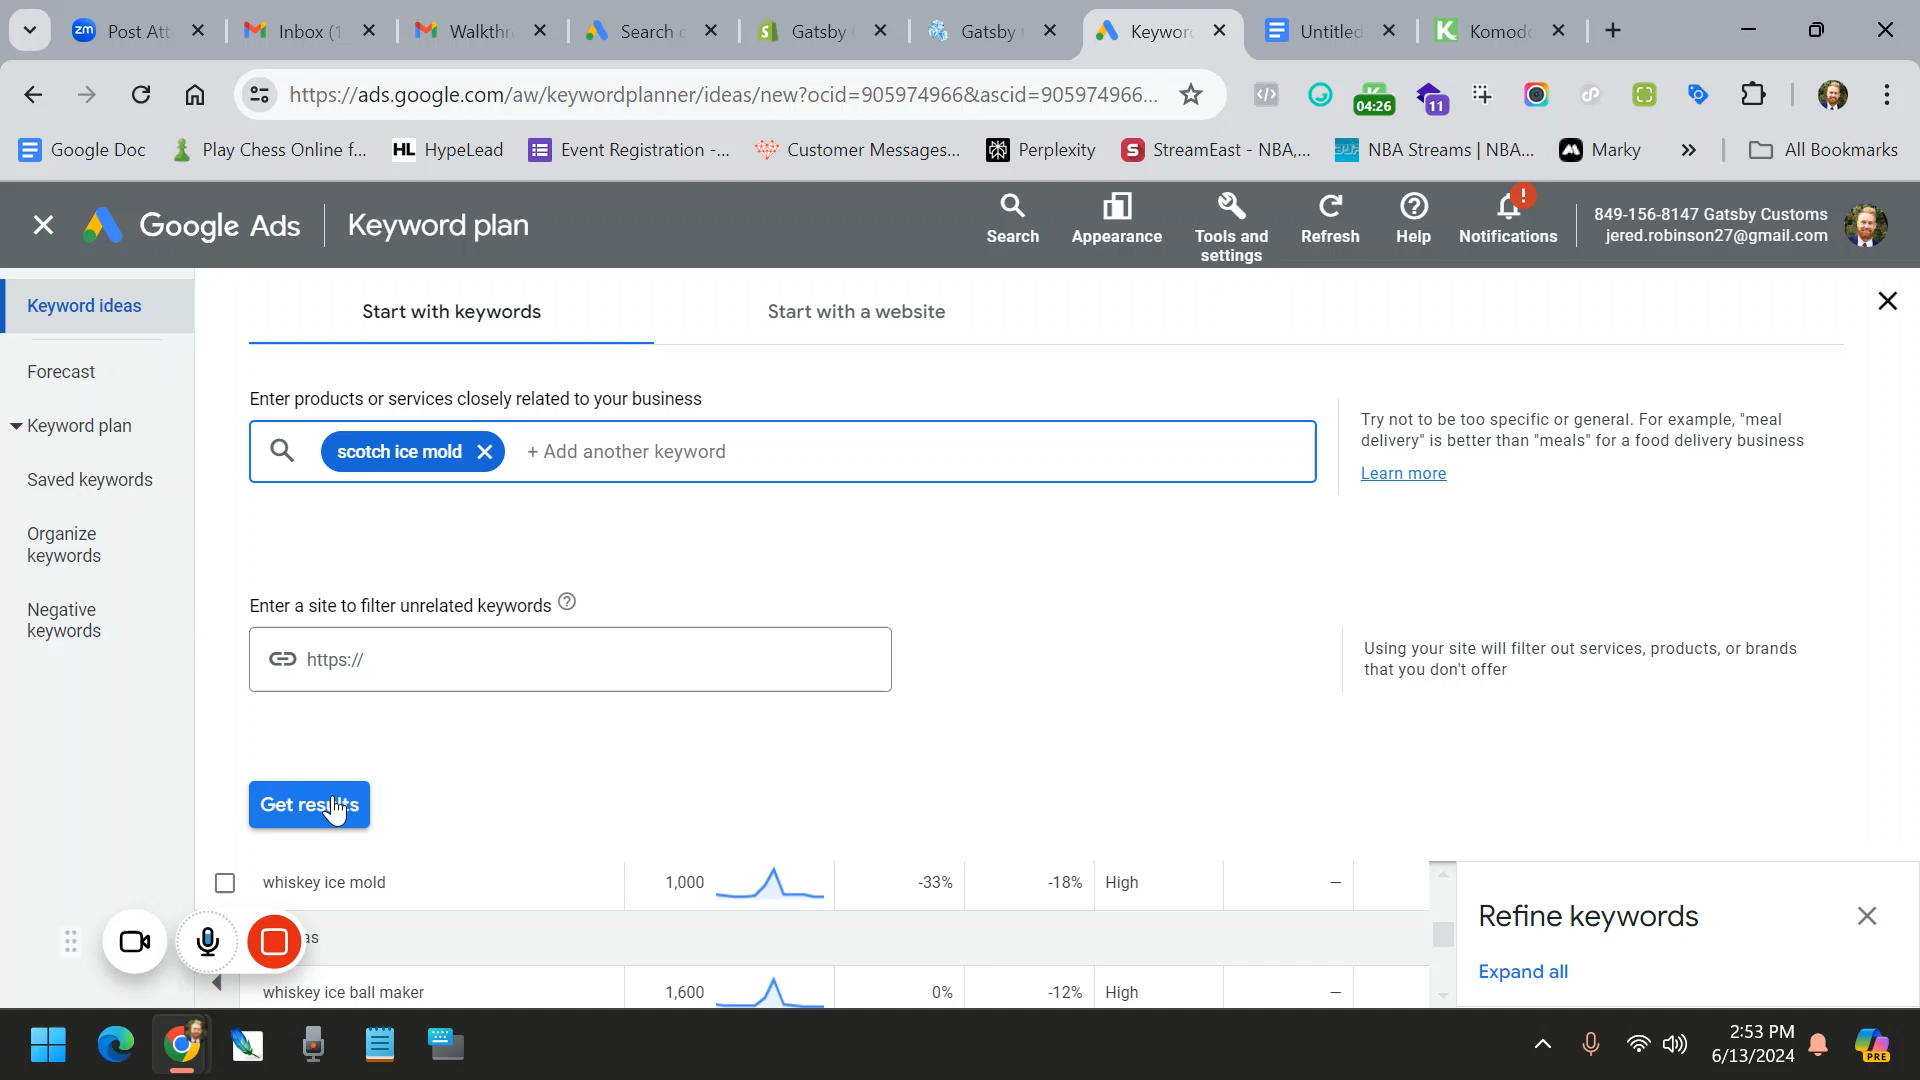 zm Post Att
Inbox (1
Walkthr
Search c
Gatsby
Gatsby
Keywor
Untitled
K Komod
https://ads.google.com/aw/keywordplanner/ideas/new?ocid=905974966&ascid=905974966...
04:26
11
Google Doc
Play Chess Online f...
HL HypeLead
Event Registration -...
Customer Messages...
Perplexity
S StreamEast - NBA,...
NBA Streams | NBA...
Marky
»
All Bookmarks
Google Ads
Keyword plan
Search
Appearance
Tools and
settings
Refresh
Help
!
Notifications
849-156-8147 Gatsby Customs
jered.robinson27@gmail.com
Keyword ideas
Forecast
Keyword plan
Saved keywords
Organize
keywords
Negative
keywords
Start with keywords
Start with a website
Enter products or services closely related to your business
scotch ice mold
+ Add another keyword
Try not to be too specific or general. For example, "meal
delivery" is better than "meals" for a food delivery business
Learn more
Enter a site to filter unrelated keywords
https://
Using your site will filter out services, products, or brands
that you don't offer
Get results
whiskey ice mold 1,000 -33% -18% High –
as
whiskey ice ball maker 1,600 0% -12% High –
Refine keywords
Expand all
2:53 PM
6/13/2024
PRE